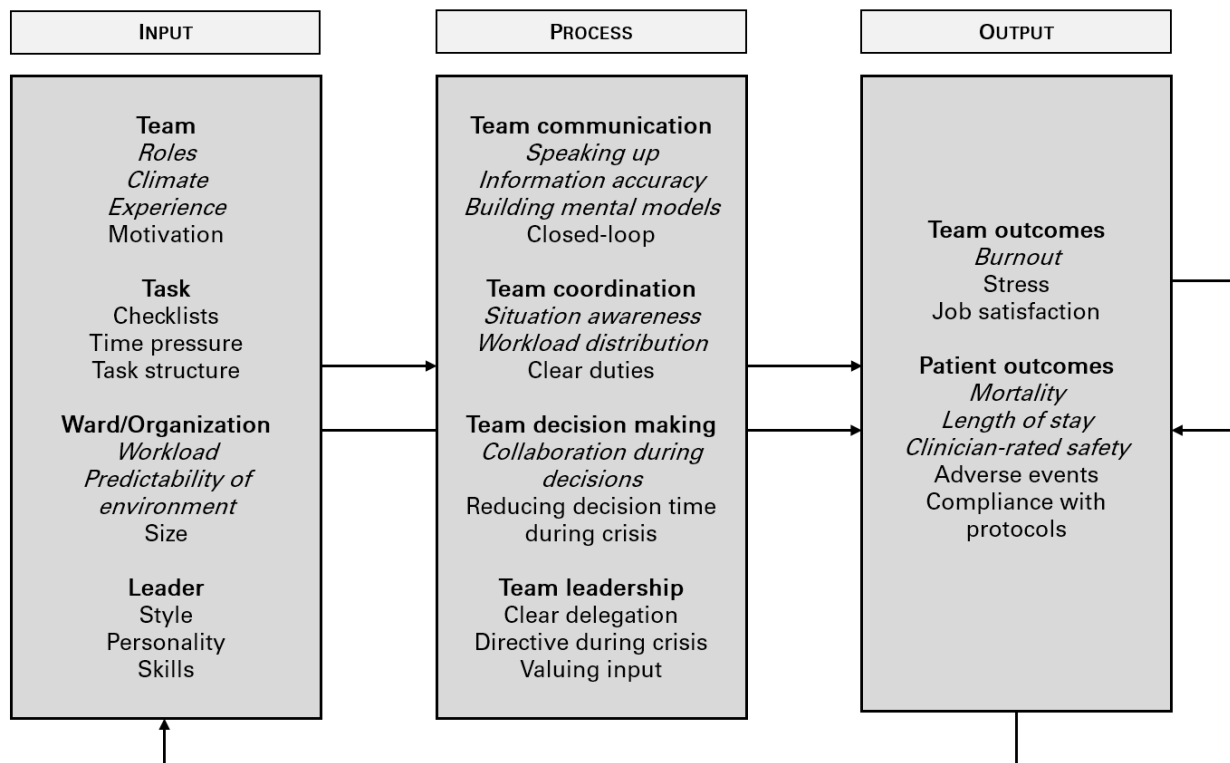 INPUT
Team
Roles
Climate
Experience
Motivation
Task
Checklists
Time pressure
Task structure
Ward/Organization
Workload
Predictability of
environment
Size
Leader
Style
Personality
Skills
PROCESS
Team communication
Speaking up
Information accuracy
Building mental models
Closed-loop
Team coordination
Situation awareness
Workload distribution
Clear duties
Team decision making
Collaboration during
decisions
Reducing decision time
during crisis
Team leadership
Clear delegation
Directive during crisis
Valuing input
OUTPUT
Team outcomes
Burnout
Stress
Job satisfaction
Patient outcomes
Mortality
Length of stay
Clinician-rated safety
Adverse events
Compliance with
protocols